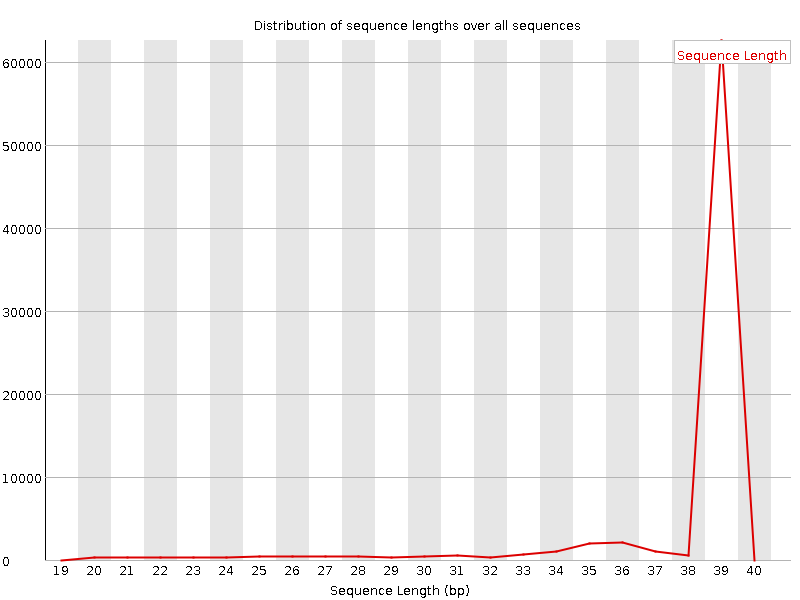 Distribution of sequence lengths over all sequences
Sequence Length
60000
50000
40000
30000
20000
10000
0
19 20 21 22 23 24 25 26 27 28 29 30 31 32 33 34 35 36 37 38 39 40
Sequence Length (bp)